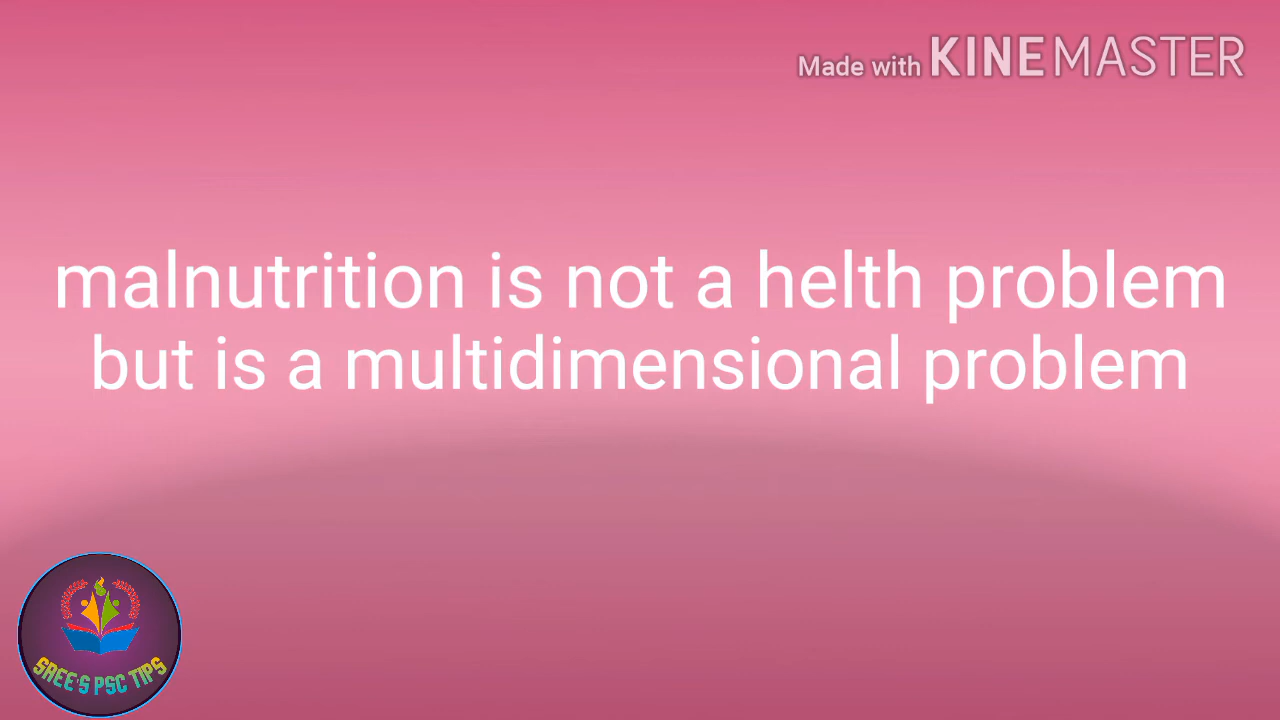 Made with KINEMASTER
malnutrition is not a helth problem
but is a multidimensional problem
SREE'S PSC TIPS